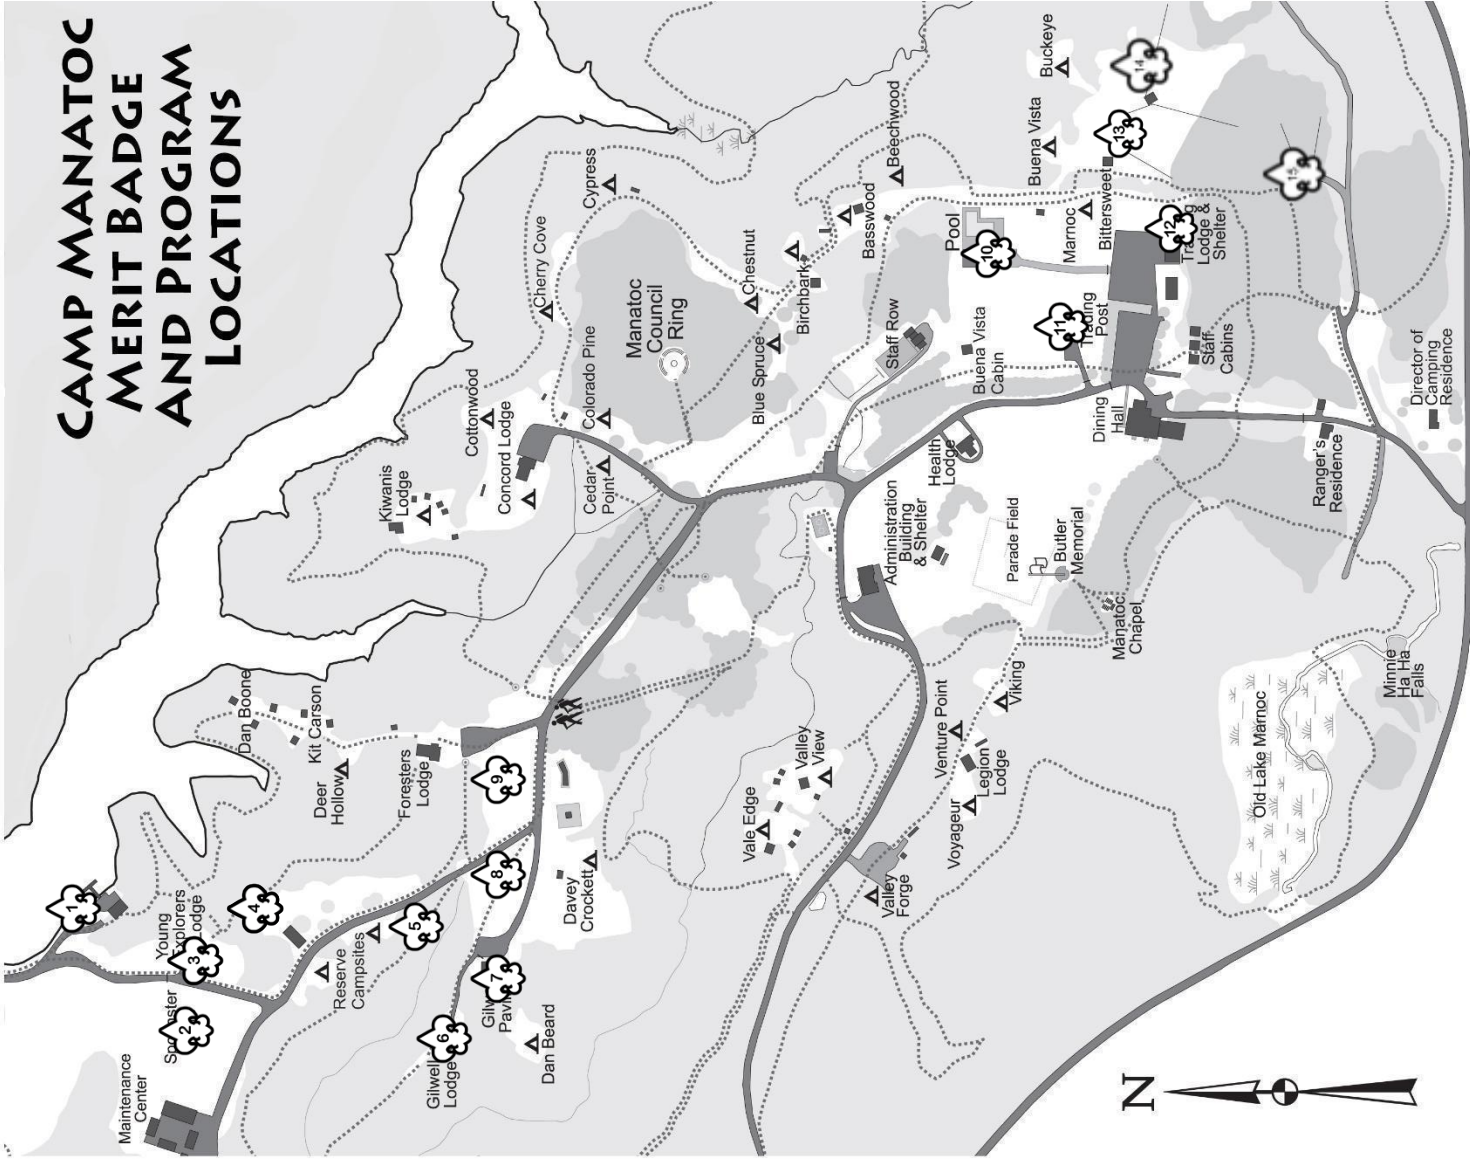 CAMP MANATOC
MERIT BADGE
AND PROGRAM
LOCATIONS
Buckeye
14
Buena Vista
13
Beechwood
15
Cypress
Basswood
Pool
Marnoc
Bittersweet
12
Lodge &
Shelter
10
Cherry Cove
Chestnut
Birchbark
Manatoc
Council
Ring
Blue Spruce
Staff Row
11
Trading
Post
Buena Vista
Cabin
Staff
Cabins
Director of
Camping
Residence
Colorado Pine
Cottonwood
Concord Lodge
Kiwanis
Lodge
Cedar
Point
Dining
Hall
Health
Lodge
Ranger's
Residence
Administration
Building
& Shelter
Parade Field
Butler
Memorial
Manatoc
Chapel
Minnie
Ha Ha
Falls
Old Lake Marnoc
Dan Boone
Kit Carson
Deer
Hollow
Foresters
Lodge
9
Viking
Venture Point
Legion
Lodge
Voyageur
Valley
View
Vale Edge
Valley
Forge
Davey
Crockett
8
1
4
Young
Explorers
Lodge
3
5
Reserve
Campsites
2
7
6
Gilwell
Lodge
Dan Beard
Maintenance
Center
N